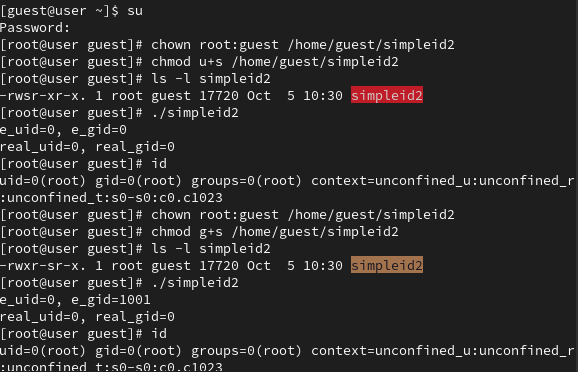 [guest@user ~]$ su
Password:
[root@user guest]# chown root:guest /home/guest/simpleid2
[root@user guest]# chmod u+s /home/guest/simpleid2
[root@user guest]# ls -l simpleid2
-rwsr-xr-x. 1 root guest 17720 Oct  5 10:30 simpleid2
[root@user guest]# ./simpleid2
e_uid=0, e_gid=0
real_uid=0, real_gid=0
[root@user guest]# id
uid=0(root) gid=0(root) groups=0(root) context=unconfined_u:unconfined_r
:unconfined_t:s0-s0:c0.c1023
[root@user guest]# chown root:guest /home/guest/simpleid2
[root@user guest]# chmod g+s /home/guest/simpleid2
[root@user guest]# ls -l simpleid2
-rwxr-sr-x. 1 root guest 17720 Oct  5 10:30 simpleid2
[root@user guest]# ./simpleid2
e_uid=0, e_gid=1001
real_uid=0, real_gid=0
[root@user guest]# id
uid=0(root) gid=0(root) groups=0(root) context=unconfined_u:unconfined_r
:unconfined_t:s0-s0:c0.c1023